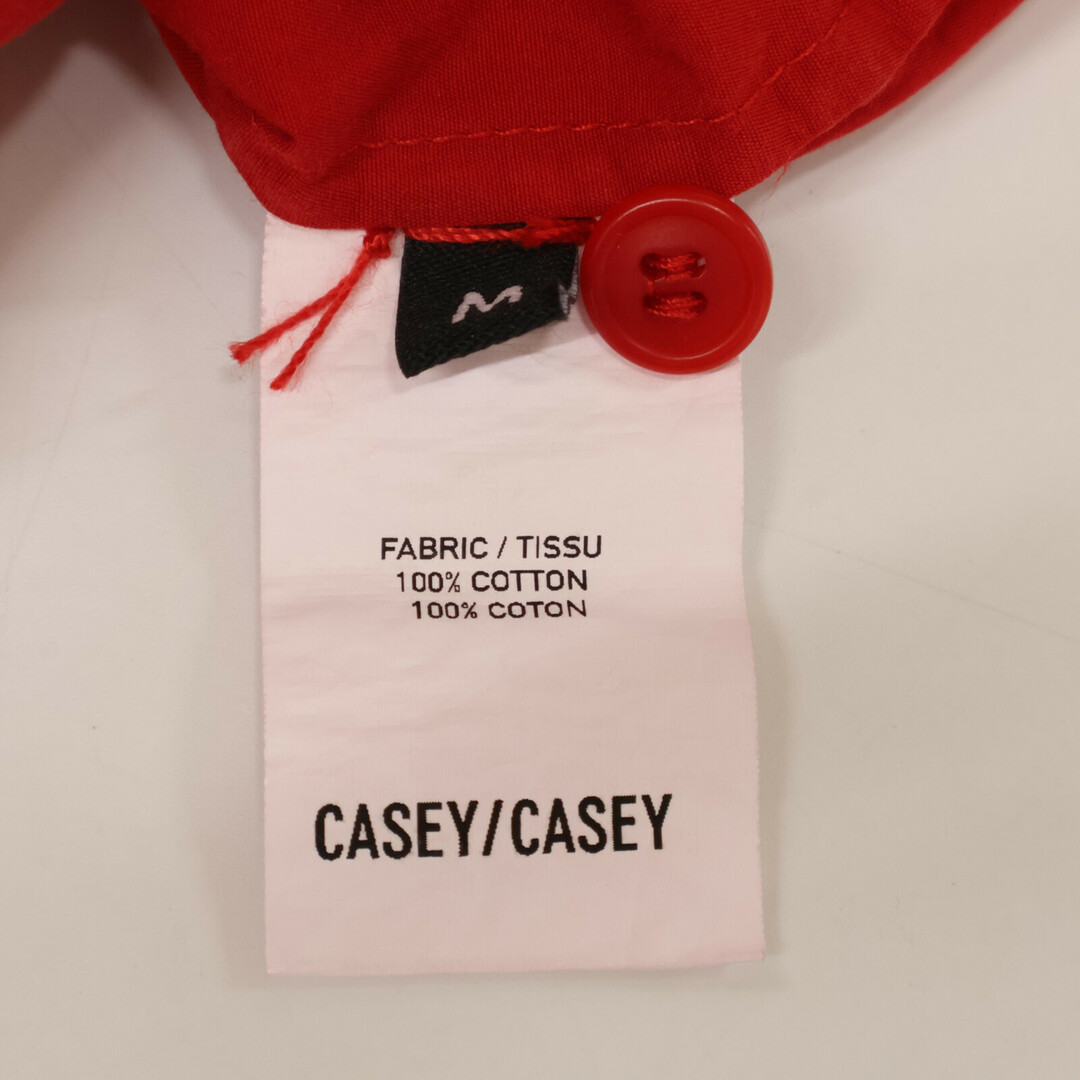 M
FABRIC / TISSU
100% COTTON
100% COTON
CASEY/CASEY